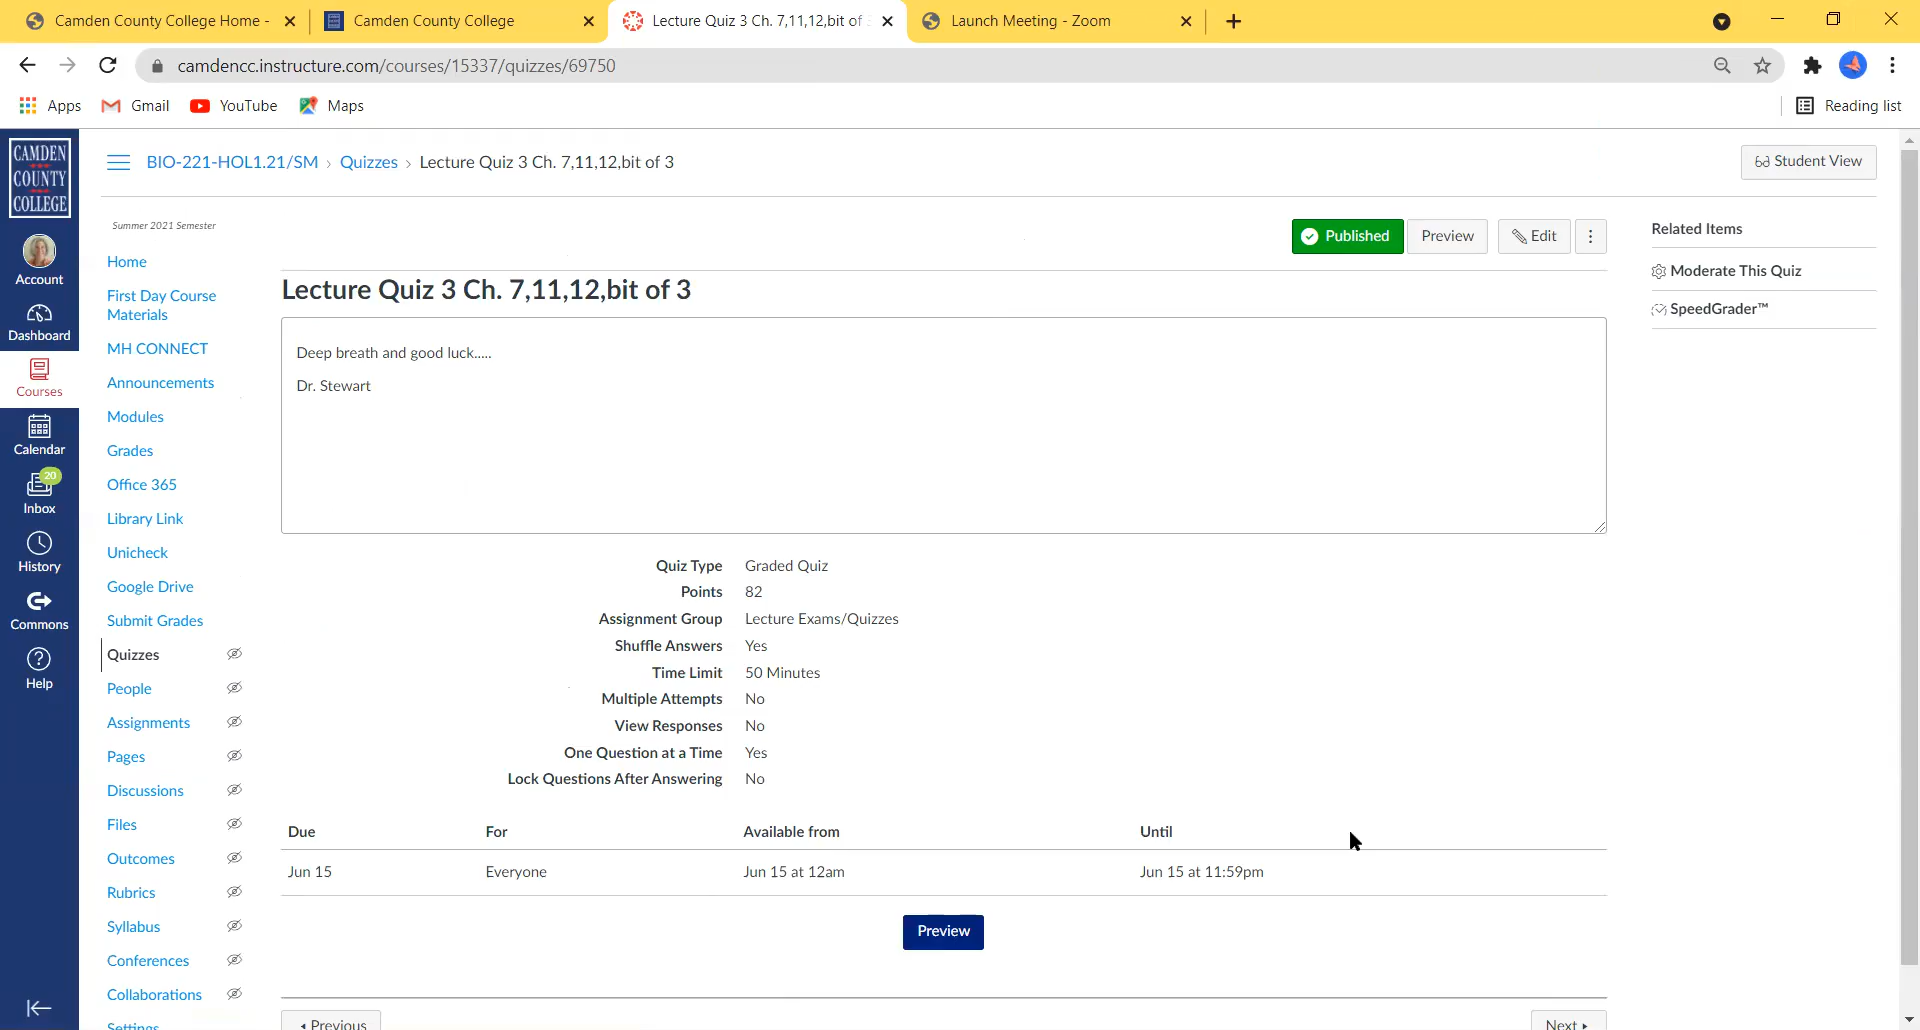 Camden County College Home -
Camden County College
Lecture Quiz 3 Ch. 7,11,12,bit of 3
Launch Meeting - Zoom
camdencc.instructure.com/courses/15337/quizzes/69750
Apps
Gmail
YouTube
Maps
Reading list
CAMDEN
COUNTY
COLLEGE
Account
Dashboard
Courses
Calendar
20
Inbox
History
Commons
Help
BIO-221-HOL1.21/SM › Quizzes › Lecture Quiz 3 Ch. 7,11,12,bit of 3
Student View
Summer 2021 Semester
Home
First Day Course
Materials
MH CONNECT
Announcements
Modules
Grades
Office 365
Library Link
Unicheck
Google Drive
Submit Grades
Quizzes
People
Assignments
Pages
Discussions
Files
Outcomes
Rubrics
Syllabus
Conferences
Collaborations
Settings
Published
Preview
Edit
Lecture Quiz 3 Ch. 7,11,12,bit of 3
Deep breath and good luck.....
Dr. Stewart
Quiz Type Graded Quiz
Points 82
Assignment Group Lecture Exams/Quizzes
Shuffle Answers Yes
Time Limit 50 Minutes
Multiple Attempts No
View Responses No
One Question at a Time Yes
Lock Questions After Answering No
Due For Available from Until
Jun 15 Everyone Jun 15 at 12am Jun 15 at 11:59pm
Preview
Previous
Next
Related Items
Moderate This Quiz
SpeedGrader™